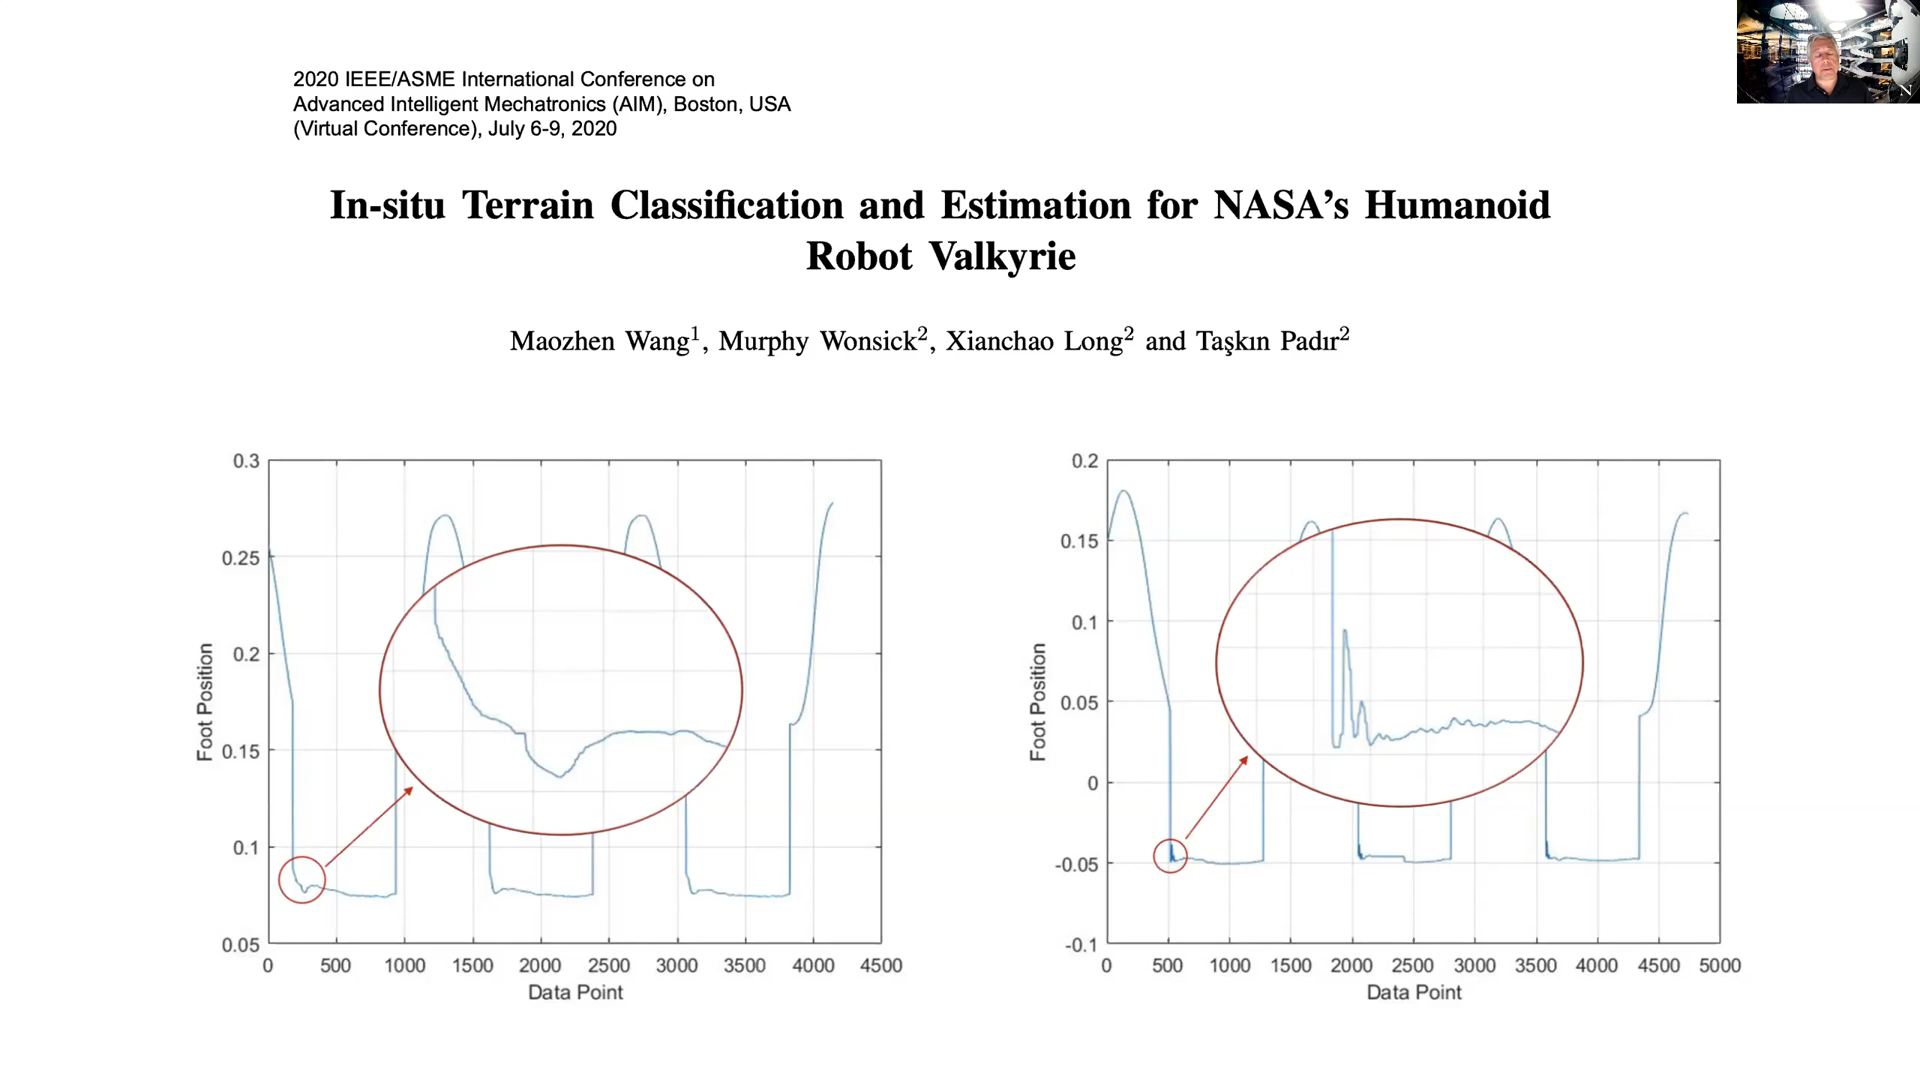 2020 IEEE/ASME International Conference on
Advanced Intelligent Mechatronics (AIM), Boston, USA
(Virtual Conference), July 6-9, 2020
In-situ Terrain Classification and Estimation for NASA’s Humanoid
Robot Valkyrie
Maozhen Wang1, Murphy Wonsick2, Xianchao Long2 and Taşkın Padır2
0.3
0.25
0.2
0.15
0.1
0.05
Foot Position
0 500 1000 1500 2000 2500 3000 3500 4000 4500
Data Point
0.2
0.15
0.1
0.05
0
-0.05
-0.1
Foot Position
0 500 1000 1500 2000 2500 3000 3500 4000 4500 5000
Data Point
N